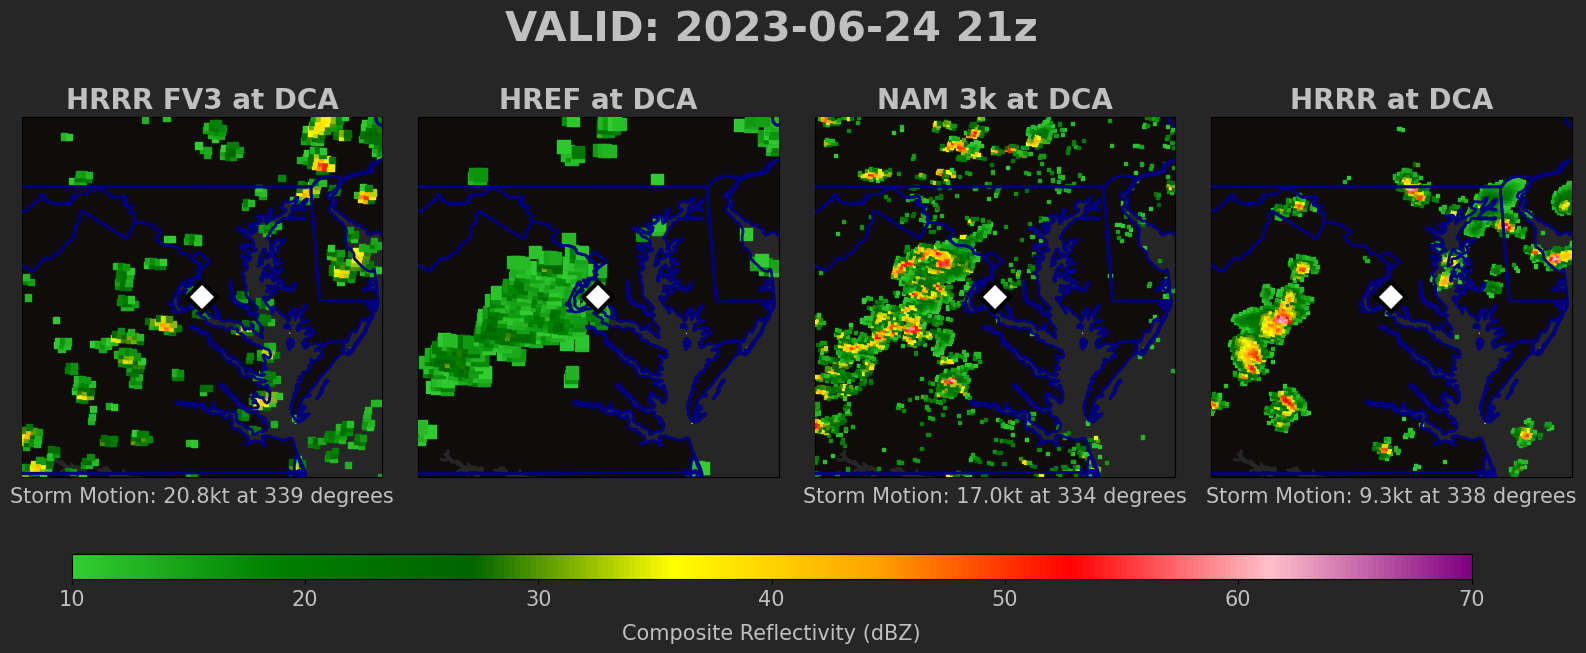 VALID: 2023-06-24 21z
HRRR FV3 at DCA
HREF at DCA
NAM 3k at DCA
HRRR at DCA
Storm Motion: 20.8kt at 339 degrees
Storm Motion: 17.0kt at 334 degrees
Storm Motion: 9.3kt at 338 degrees
10 20 30 40 50 60 70
Composite Reflectivity (dBZ)